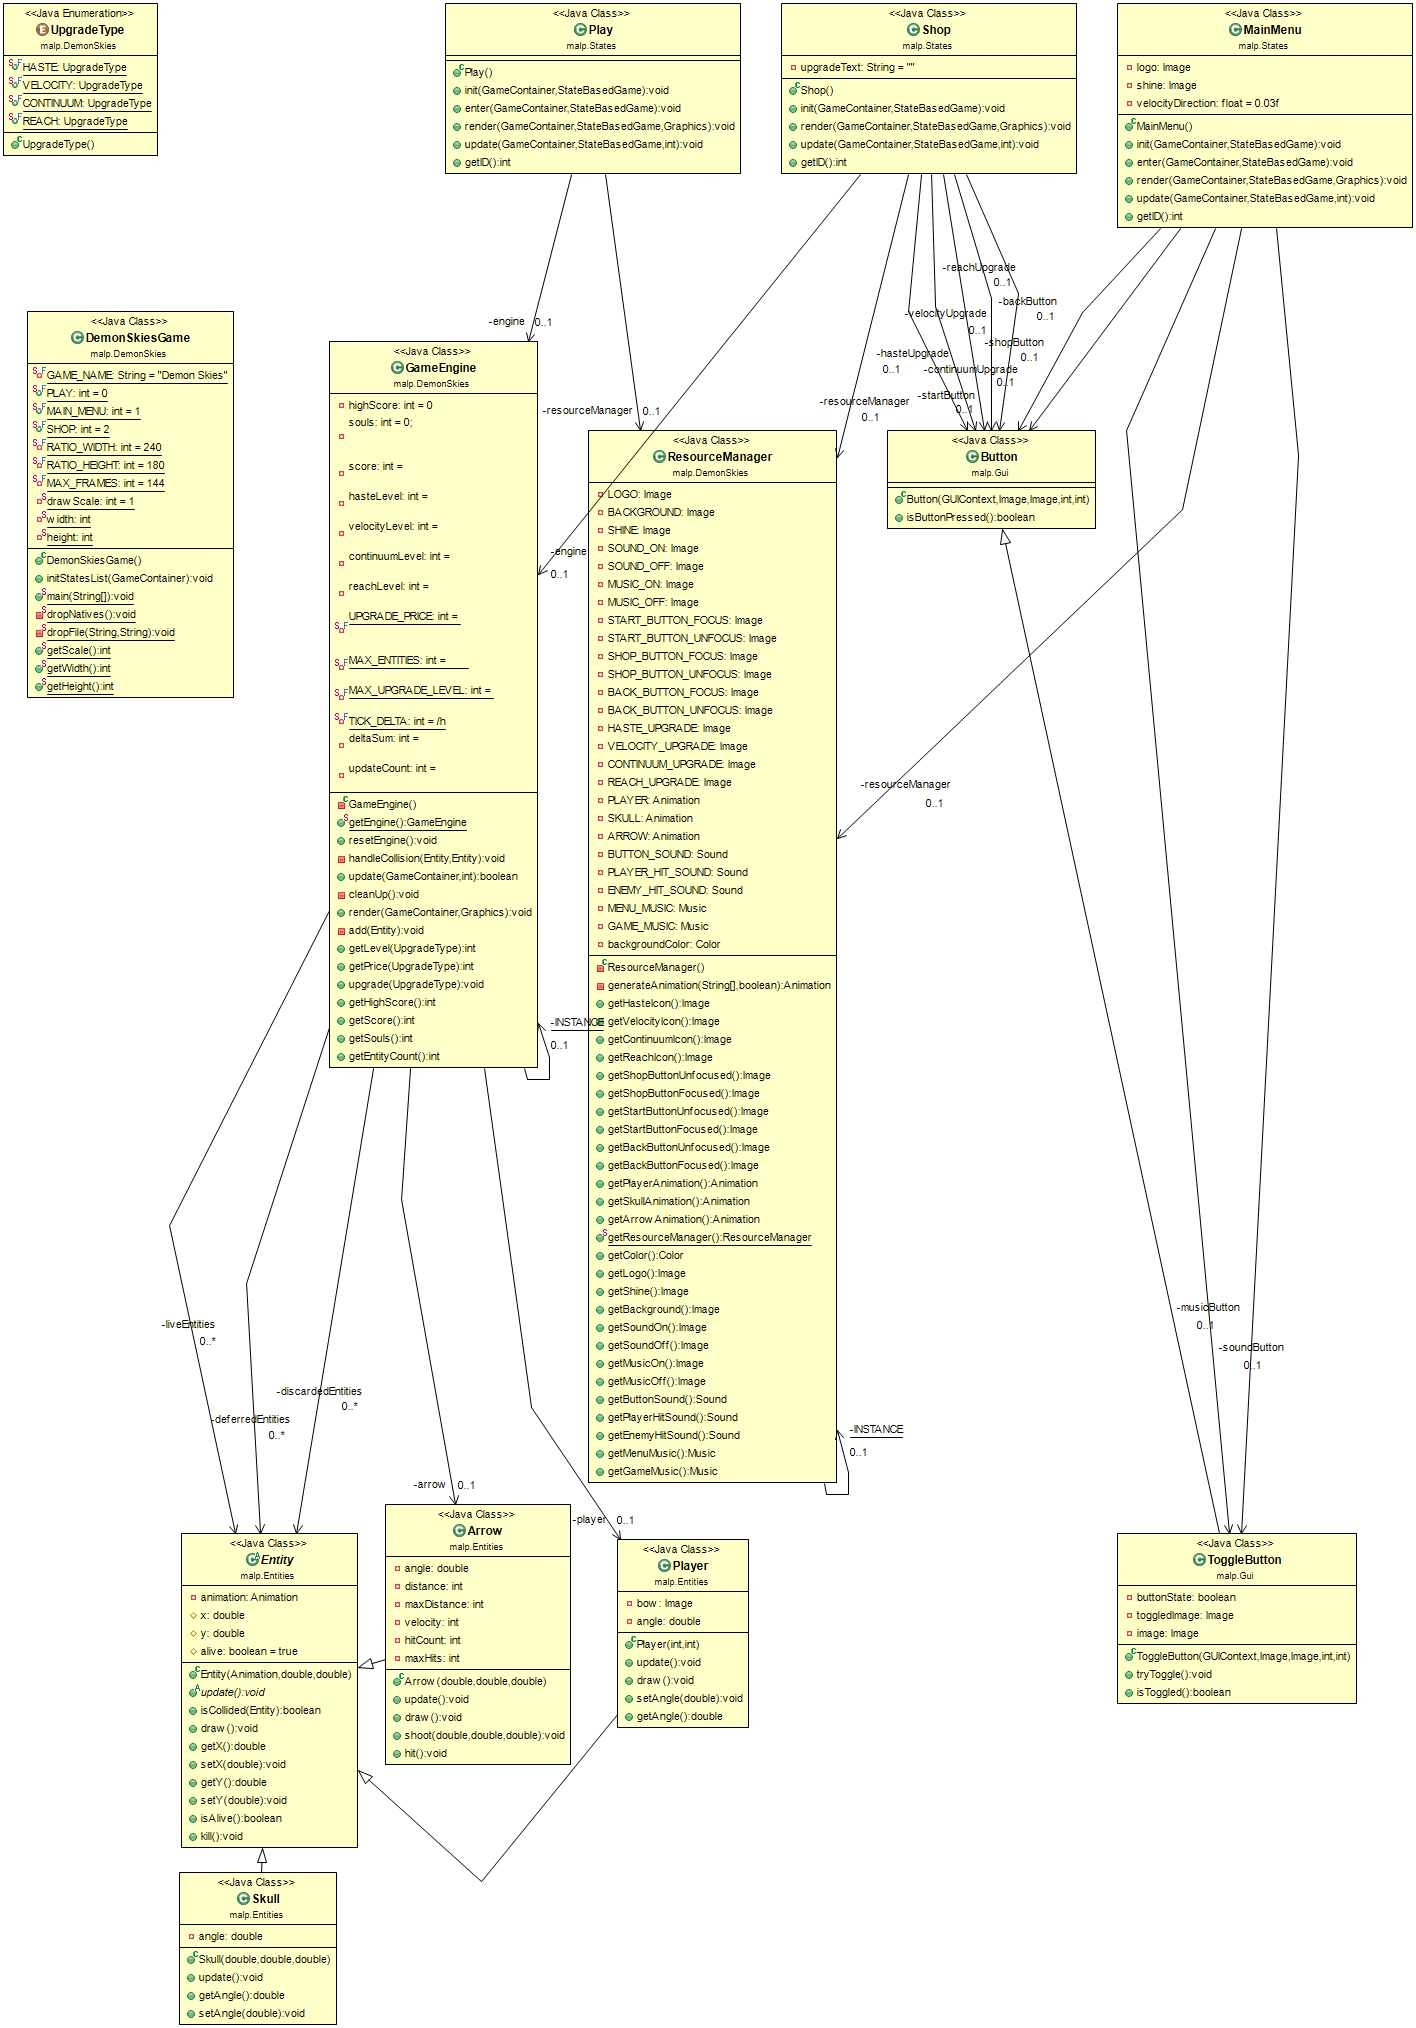 <<Java Enumeration>>
UpgradeType
malp.DemonSkies
HASTE: UpgradeType
VELOCITY: UpgradeType
CONTINUUM: UpgradeType
REACH: UpgradeType
UpgradeType()
<<Java Class>>
Play
malp.States
Play()
init(GameContainer,StateBasedGame):void
enter(GameContainer,StateBasedGame):void
render(GameContainer,StateBasedGame,Graphics):void
update(GameContainer,StateBasedGame,int):void
getID():int
<<Java Class>>
Shop
malp.States
upgradeText: String = ""
Shop()
init(GameContainer,StateBasedGame):void
render(GameContainer,StateBasedGame,Graphics):void
update(GameContainer,StateBasedGame,int):void
getID():int
<<Java Class>>
MainMenu
malp.States
logo: Image
shine: Image
velocityDirection: float = 0.03f
MainMenu()
init(GameContainer,StateBasedGame):void
enter(GameContainer,StateBasedGame):void
render(GameContainer,StateBasedGame,Graphics):void
update(GameContainer,StateBasedGame,int):void
getID():int
-reachUpgrade
0..1
-backButton
0..1
-velocityUpgrade
0..1
-shopButton
0..1
-hasteUpgrade
0..1
-continuumUpgrade
0..1
-startButton
0..1
-resourceManager
0..1
-engine
0..1
-resourceManager
0..1
<<Java Class>>
DemonSkiesGame
malp.DemonSkies
GAME_NAME: String = "Demon Skies"
PLAY: int = 0
MAIN_MENU: int = 1
SHOP: int = 2
RATIO_WIDTH: int = 240
RATIO_HEIGHT: int = 180
MAX_FRAMES: int = 144
drawScale: int = 1
width: int
height: int
DemonSkiesGame()
initStatesList(GameContainer):void
main(String[]):void
dropNatives():void
dropFile(String,String):void
getScale():int
getWidth():int
getHeight():int
<<Java Class>>
GameEngine
malp.DemonSkies
highScore: int = 0
souls: int = 0;
score: int =
hasteLevel: int =
velocityLevel: int =
continuumLevel: int =
reachLevel: int =
UPGRADE_PRICE: int =
MAX_ENTITIES: int =
MAX_UPGRADE_LEVEL: int =
TICK_DELTA: int = /h
deltaSum: int =
updateCount: int =
GameEngine()
getEngine():GameEngine
resetEngine():void
handleCollision(Entity,Entity):void
update(GameContainer,int):boolean
cleanUp():void
render(GameContainer,Graphics):void
add(Entity):void
getLevel(UpgradeType):int
getPrice(UpgradeType):int
upgrade(UpgradeType):void
getHighScore():int
getScore():int
getSouls():int
getEntityCount():int
-engine
0..1
-INSTANCE
0..1
<<Java Class>>
ResourceManager
malp.DemonSkies
LOGO: Image
BACKGROUND: Image
SHINE: Image
SOUND_ON: Image
SOUND_OFF: Image
MUSIC_ON: Image
MUSIC_OFF: Image
START_BUTTON_FOCUS: Image
START_BUTTON_UNFOCUS: Image
SHOP_BUTTON_FOCUS: Image
SHOP_BUTTON_UNFOCUS: Image
BACK_BUTTON_FOCUS: Image
BACK_BUTTON_UNFOCUS: Image
HASTE_UPGRADE: Image
VELOCITY_UPGRADE: Image
CONTINUUM_UPGRADE: Image
REACH_UPGRADE: Image
PLAYER: Animation
SKULL: Animation
ARROW: Animation
BUTTON_SOUND: Sound
PLAYER_HIT_SOUND: Sound
ENEMY_HIT_SOUND: Sound
MENU_MUSIC: Music
GAME_MUSIC: Music
backgroundColor: Color
ResourceManager()
generateAnimation(String[],boolean):Animation
getHasteIcon():Image
getVelocityIcon():Image
getContinuumIcon():Image
getReachIcon():Image
getShopButtonUnfocused():Image
getShopButtonFocused():Image
getStartButtonUnfocused():Image
getStartButtonFocused():Image
getBackButtonUnfocused():Image
getBackButtonFocused():Image
getPlayerAnimation():Animation
getSkullAnimation():Animation
getArrowAnimation():Animation
getResourceManager():ResourceManager
getColor():Color
getLogo():Image
getShine():Image
getBackground():Image
getSoundOn():Image
getSoundOff():Image
getMusicOn():Image
getMusicOff():Image
getButtonSound():Sound
getPlayerHitSound():Sound
getEnemyHitSound():Sound
getMenuMusic():Music
getGameMusic():Music
-INSTANCE
0..1
<<Java Class>>
Button
malp.Gui
Button(GUIContext,Image,Image,int,int)
isButtonPressed():boolean
-resourceManager
0..1
-musicButton
0..1
-soundButton
0..1
-liveEntities
0..*
-discardedEntities
0..*
-deferredEntities
0..*
-arrow
0..1
-player
0..1
<<Java Class>>
Entity
malp.Entities
animation: Animation
x: double
y: double
alive: boolean = true
Entity(Animation,double,double)
update():void
isCollided(Entity):boolean
draw():void
getX():double
setX(double):void
getY():double
setY(double):void
isAlive():boolean
kill():void
<<Java Class>>
Arrow
malp.Entities
angle: double
distance: int
maxDistance: int
velocity: int
hitCount: int
maxHits: int
Arrow(double,double,double)
update():void
draw():void
shoot(double,double,double):void
hit():void
<<Java Class>>
Player
malp.Entities
bow: Image
angle: double
Player(int,int)
update():void
draw():void
setAngle(double):void
getAngle():double
<<Java Class>>
ToggleButton
malp.Gui
buttonState: boolean
toggledImage: Image
image: Image
ToggleButton(GUIContext,Image,Image,int,int)
tryToggle():void
isToggled():boolean
<<Java Class>>
Skull
malp.Entities
angle: double
Skull(double,double,double)
update():void
getAngle():double
setAngle(double):void